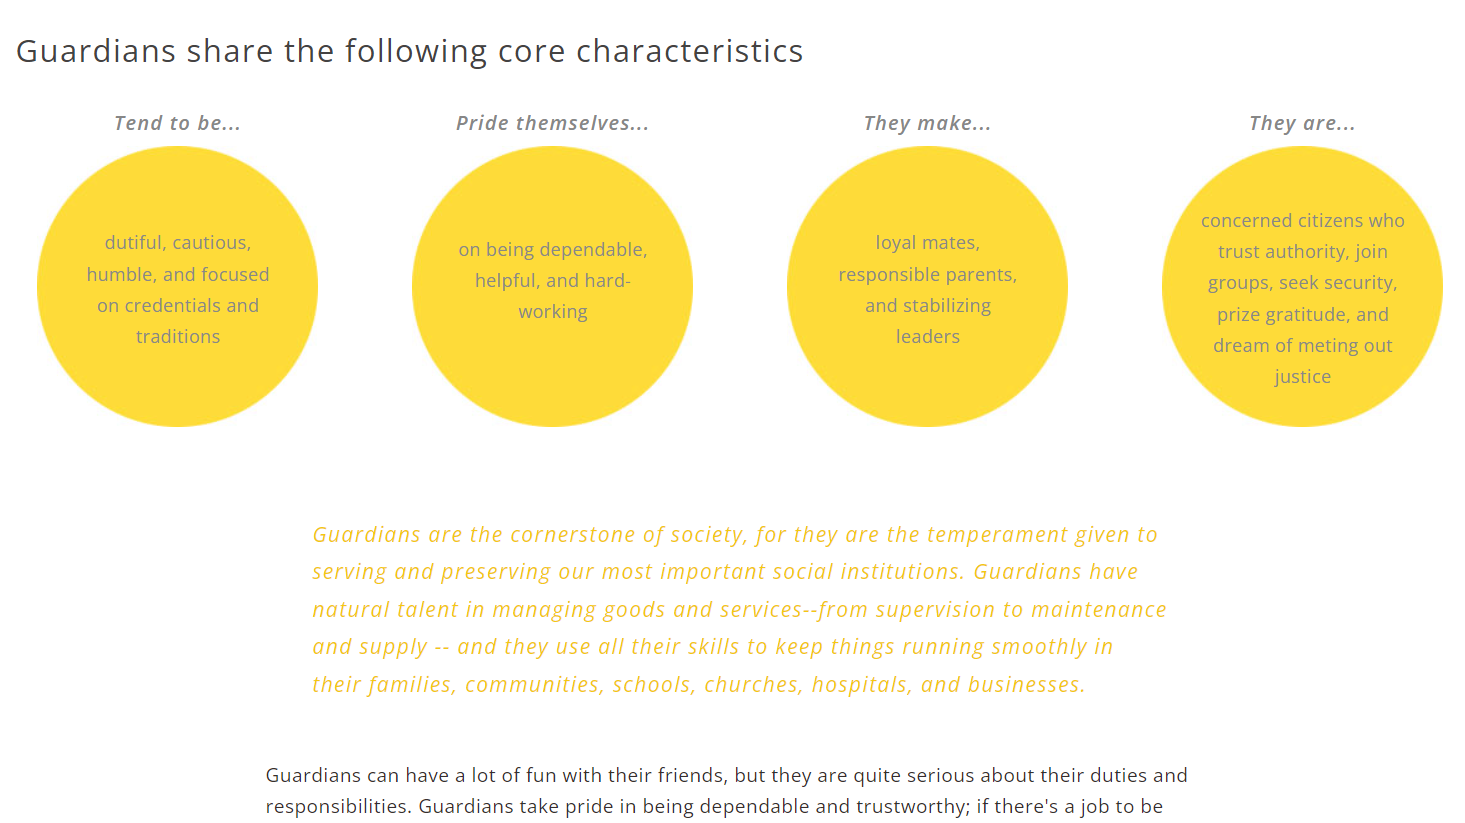 Guardians share the following core characteristics
Tend to be...
dutiful, cautious,
humble, and focused
on credentials and
traditions
Pride themselves...
on being dependable,
helpful, and hard-
working
They make...
loyal mates,
responsible parents,
and stabilizing
leaders
They are...
concerned citizens who
trust authority, join
groups, seek security,
prize gratitude, and
dream of meting out
justice
Guardians are the cornerstone of society, for they are the temperament given to
serving and preserving our most important social institutions. Guardians have
natural talent in managing goods and services--from supervision to maintenance
and supply -- and they use all their skills to keep things running smoothly in
their families, communities, schools, churches, hospitals, and businesses.
Guardians can have a lot of fun with their friends, but they are quite serious about their duties and
responsibilities. Guardians take pride in being dependable and trustworthy; if there's a job to be